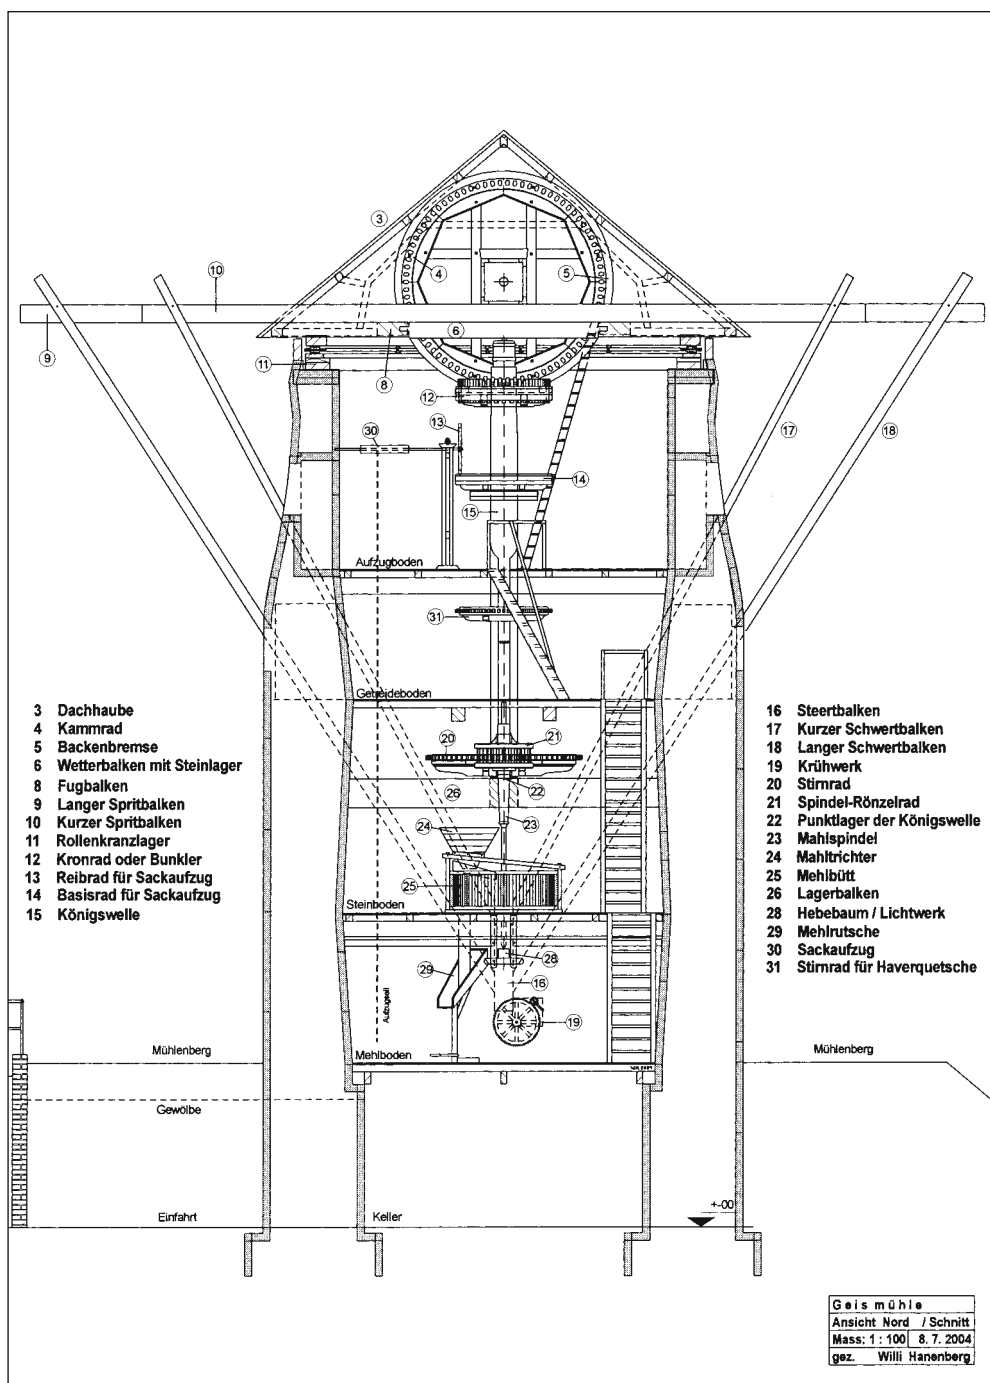 3
10
4
5
9
6
11
8
12
17
18
13
30
14
15
Aufzugboden
31
Getreideboden
3 Dachhaube
4 Kammrad
5 Backenbremse
6 Wetterbalken mit Steinlager
8 Fugbalken
9 Langer Spritbalken
10 Kurzer Spritbalken
11 Rollenkranzlager
12 Kronrad oder Bunkler
13 Reibrad für Sackaufzug
14 Basisrad für Sackaufzug
15 Königswelle
20
21
26
22
23
24
25
Steinboden
16 Steertbalken
17 Kurzer Schwertbalken
18 Langer Schwertbalken
19 Krühwerk
20 Stirnrad
21 Spindel-Rönzelrad
22 Punktlager der Königswelle
23 Mahlspindel
24 Mahltrichter
25 Mehlbütt
26 Lagerbalken
28 Hebebaum / Lichtwerk
29 Mehlrutsche
30 Sackaufzug
31 Stirnrad für Haverquetsche
28
29
16
Aufzugseil
19
Mühlenberg
Mehlboden
Mühlenberg
Gewölbe
+-00
Einfahrt
Keller
Geismühle
Ansicht Nord / Schnitt
Mass: 1 : 100 8. 7. 2004
gez. Willi Hanenberg